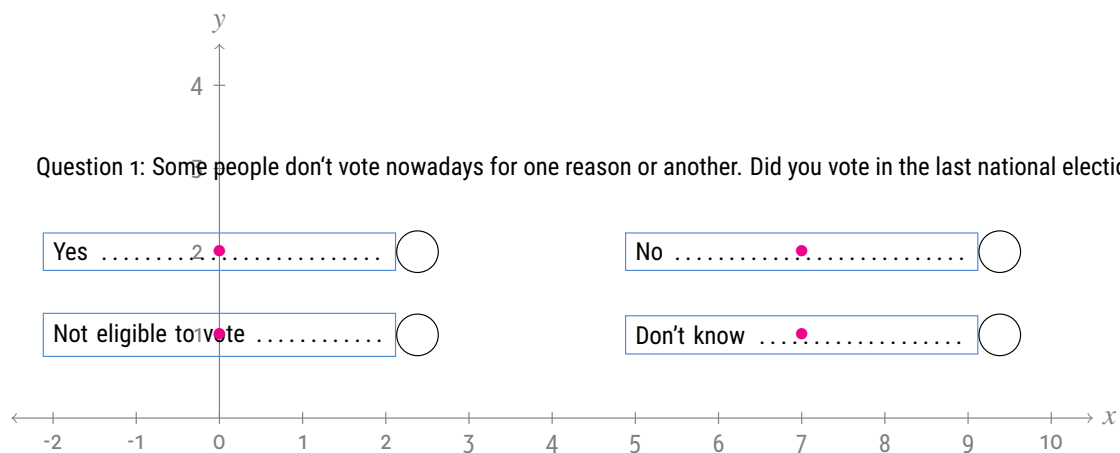 y
4
Question 1: Some people don‘t vote nowadays for one reason or another. Did you vote in the last national electio
3
Yes ..........................
2
No ...........................
Not eligible to vote ............
1
Don't know ...................
x
-2 -1 0 1 2 3 4 5 6 7 8 9 10